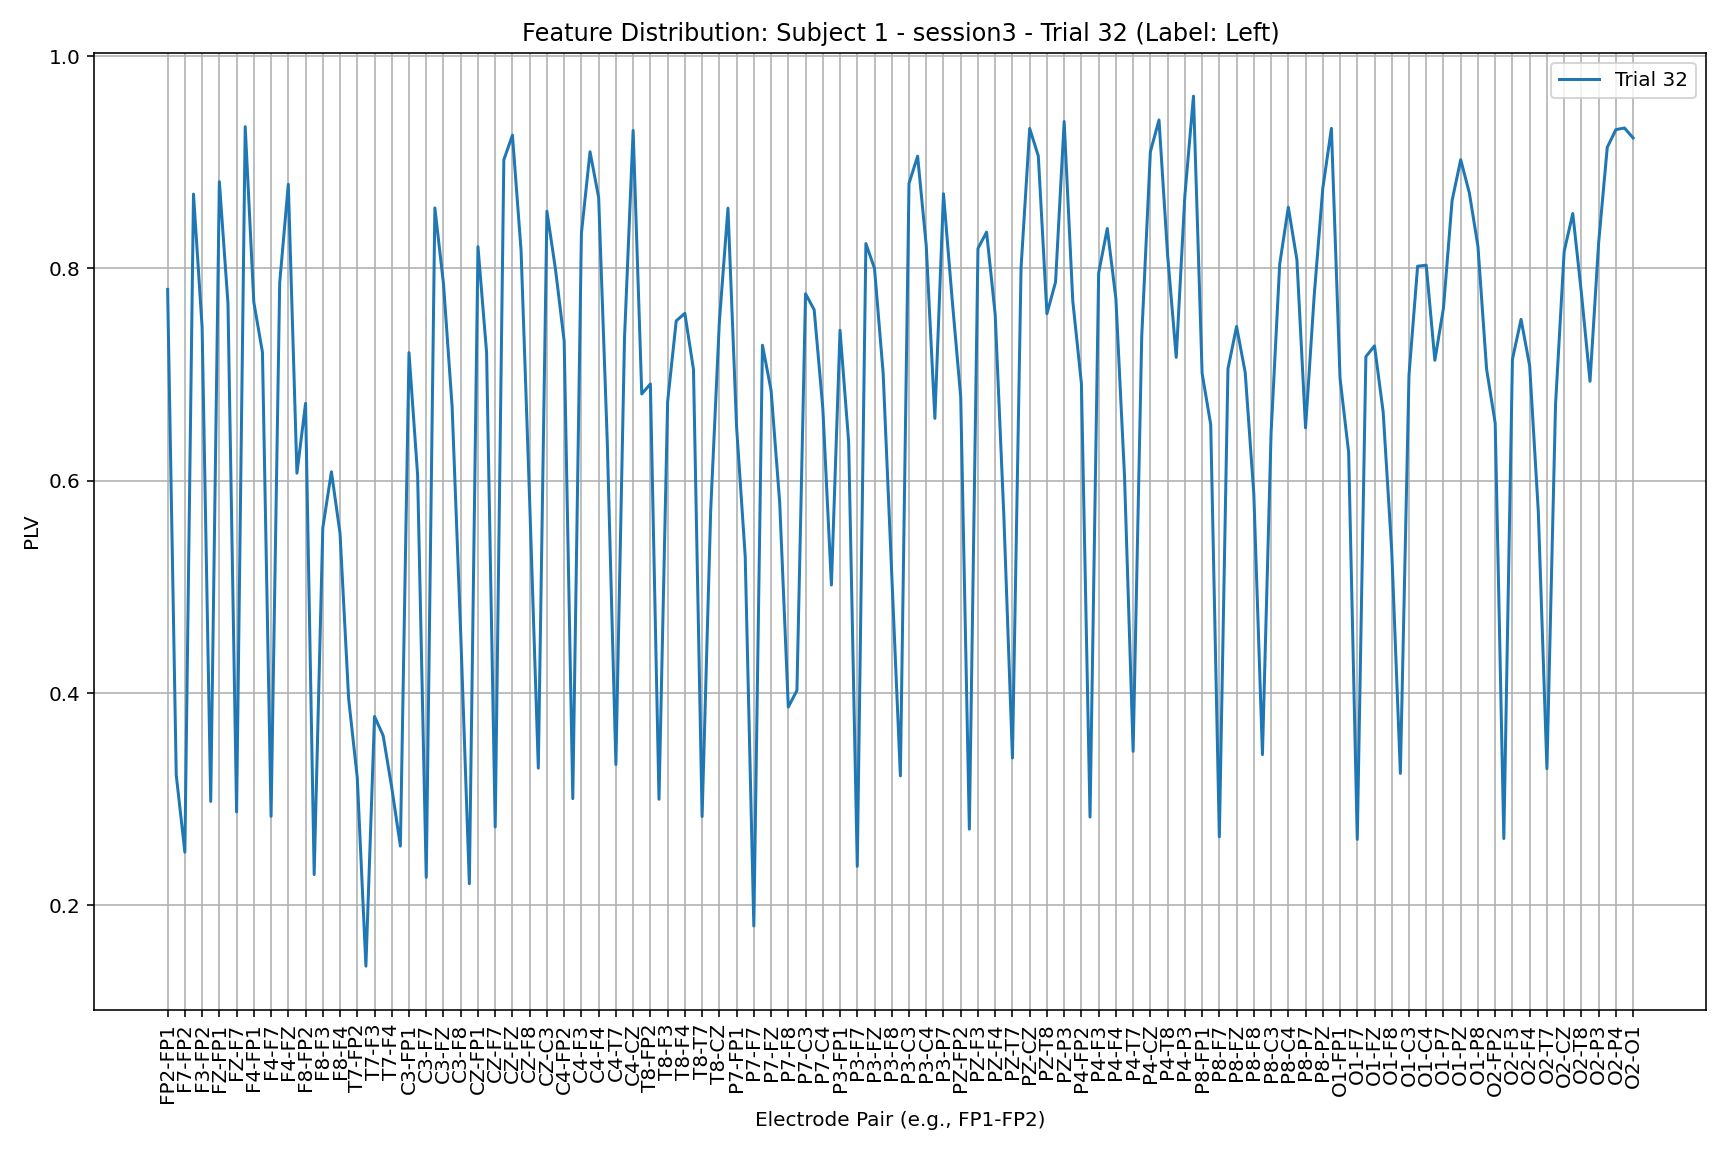 Feature Distribution: Subject 1 - session3 - Trial 32 (Label: Left)
Trial 32
1.0
0.8
0.6
0.4
0.2
PLV
FP2-FP1
F7-FP2
F3-FP2
FZ-FP1
FZ-F7
F4-FP1
F4-F7
F4-FZ
F8-FP2
F8-F3
F8-F4
T7-FP2
T7-F3
T7-F4
C3-FP1
C3-F7
C3-FZ
C3-F8
CZ-FP1
CZ-F7
CZ-FZ
CZ-F8
CZ-C3
C4-FP2
C4-F3
C4-F4
C4-T7
C4-CZ
T8-FP2
T8-F3
T8-F4
T8-T7
T8-CZ
P7-FP1
P7-F7
P7-FZ
P7-F8
P7-C3
P7-C4
P3-FP1
P3-F7
P3-FZ
P3-F8
P3-C3
P3-C4
P3-P7
PZ-FP2
PZ-F3
PZ-F4
PZ-T7
PZ-CZ
PZ-T8
PZ-P3
P4-FP2
P4-F3
P4-F4
P4-T7
P4-CZ
P4-T8
P4-P3
P8-FP1
P8-F7
P8-FZ
P8-F8
P8-C3
P8-C4
P8-P7
P8-PZ
O1-FP1
O1-F7
O1-FZ
O1-F8
O1-C3
O1-C4
O1-P7
O1-PZ
O1-P8
O2-FP2
O2-F3
O2-F4
O2-T7
O2-CZ
O2-T8
O2-P3
O2-P4
O2-O1
Electrode Pair (e.g., FP1-FP2)